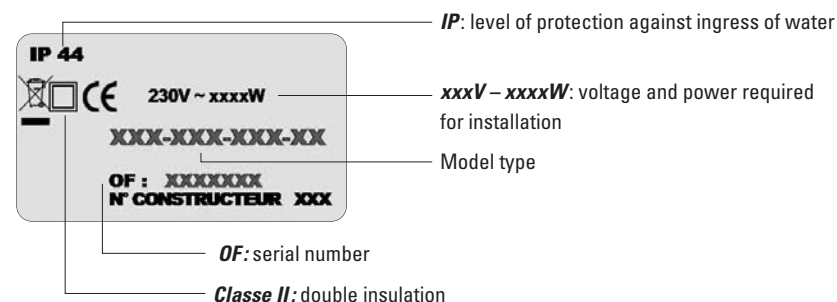 IP: level of protection against ingress of water
IP 44
CE
230V ~ xxxxW
xxxV – xxxxW: voltage and power required
for installation
XXX-XXX-XXX-XX
Model type
OF : XXXXXXX
N° CONSTRUCTEUR XXX
OF: serial number
Classe II: double insulation